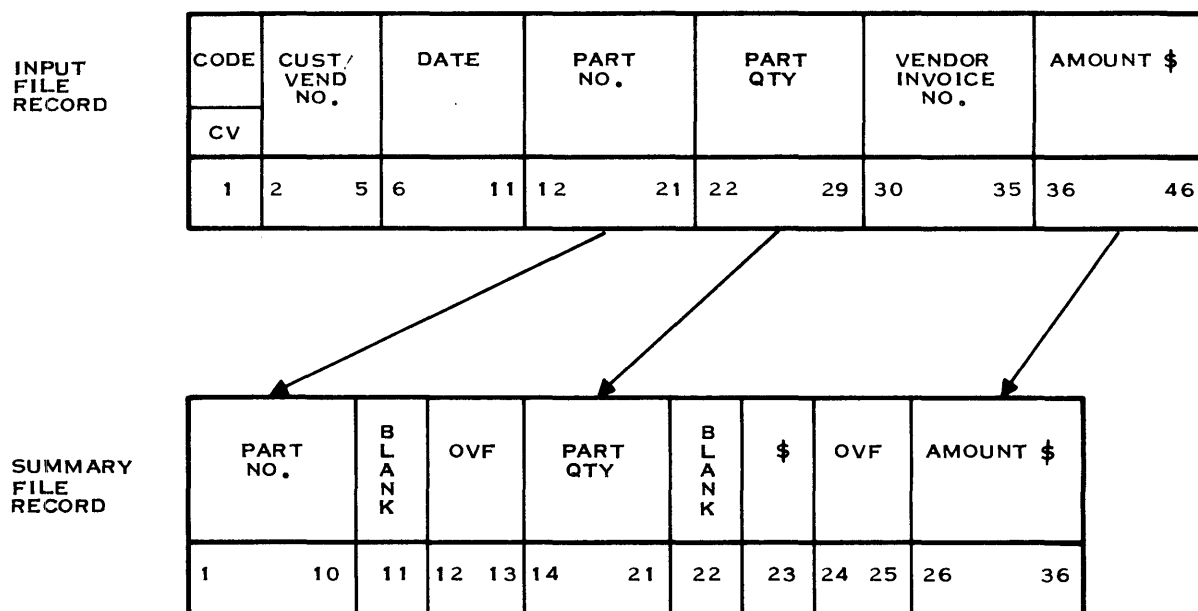 INPUT
FILE
RECORD
CODE
CV
CUST/
VEND
NO.
DATE
PART
NO.
PART
QTY
VENDOR
INVOICE
NO.
AMOUNT $
1 2 5 6 11 12 21 22 29 30 35 36 46
SUMMARY
FILE
RECORD
PART
NO.
BLANK
OVF
PART
QTY
BLANK
$
OVF
AMOUNT $
1 10 11 12 13 14 21 22 23 24 25 26 36